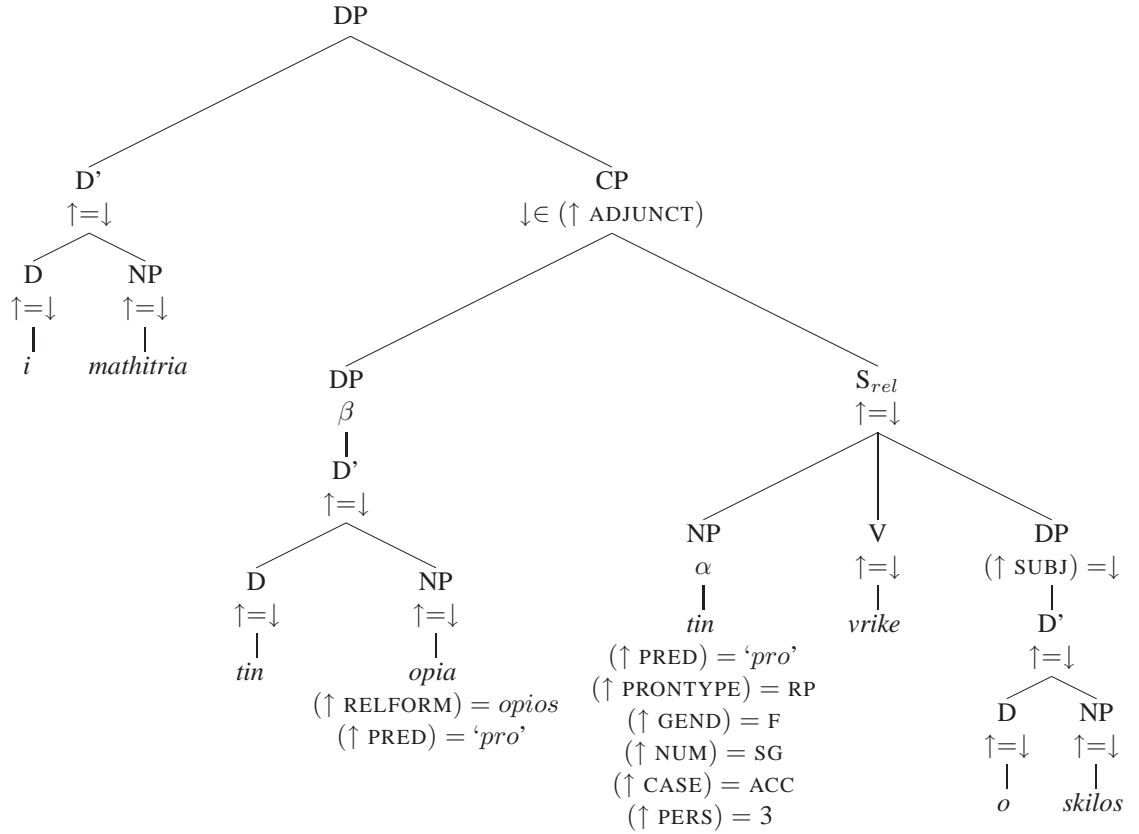 DP
D' CP
↑=↓ ↓∈ (↑ ADJUNCT)
D NP
↑=↓ ↑=↓
i mathitria
DP S_rel
β ↑=↓
D'
↑=↓
NP V DP
α ↑=↓ (↑ SUBJ) =↓
D NP
↑=↓ ↑=↓
tin vrike D'
(↑ PRED) = ‘pro’ ↑=↓
tin opia
(↑ RELFORM) = opios
(↑ PRED) = ‘pro’
(↑ PRONTYPE) = RP
(↑ GEND) = F
(↑ NUM) = SG
(↑ CASE) = ACC
(↑ PERS) = 3
D NP
↑=↓ ↑=↓
o skilos